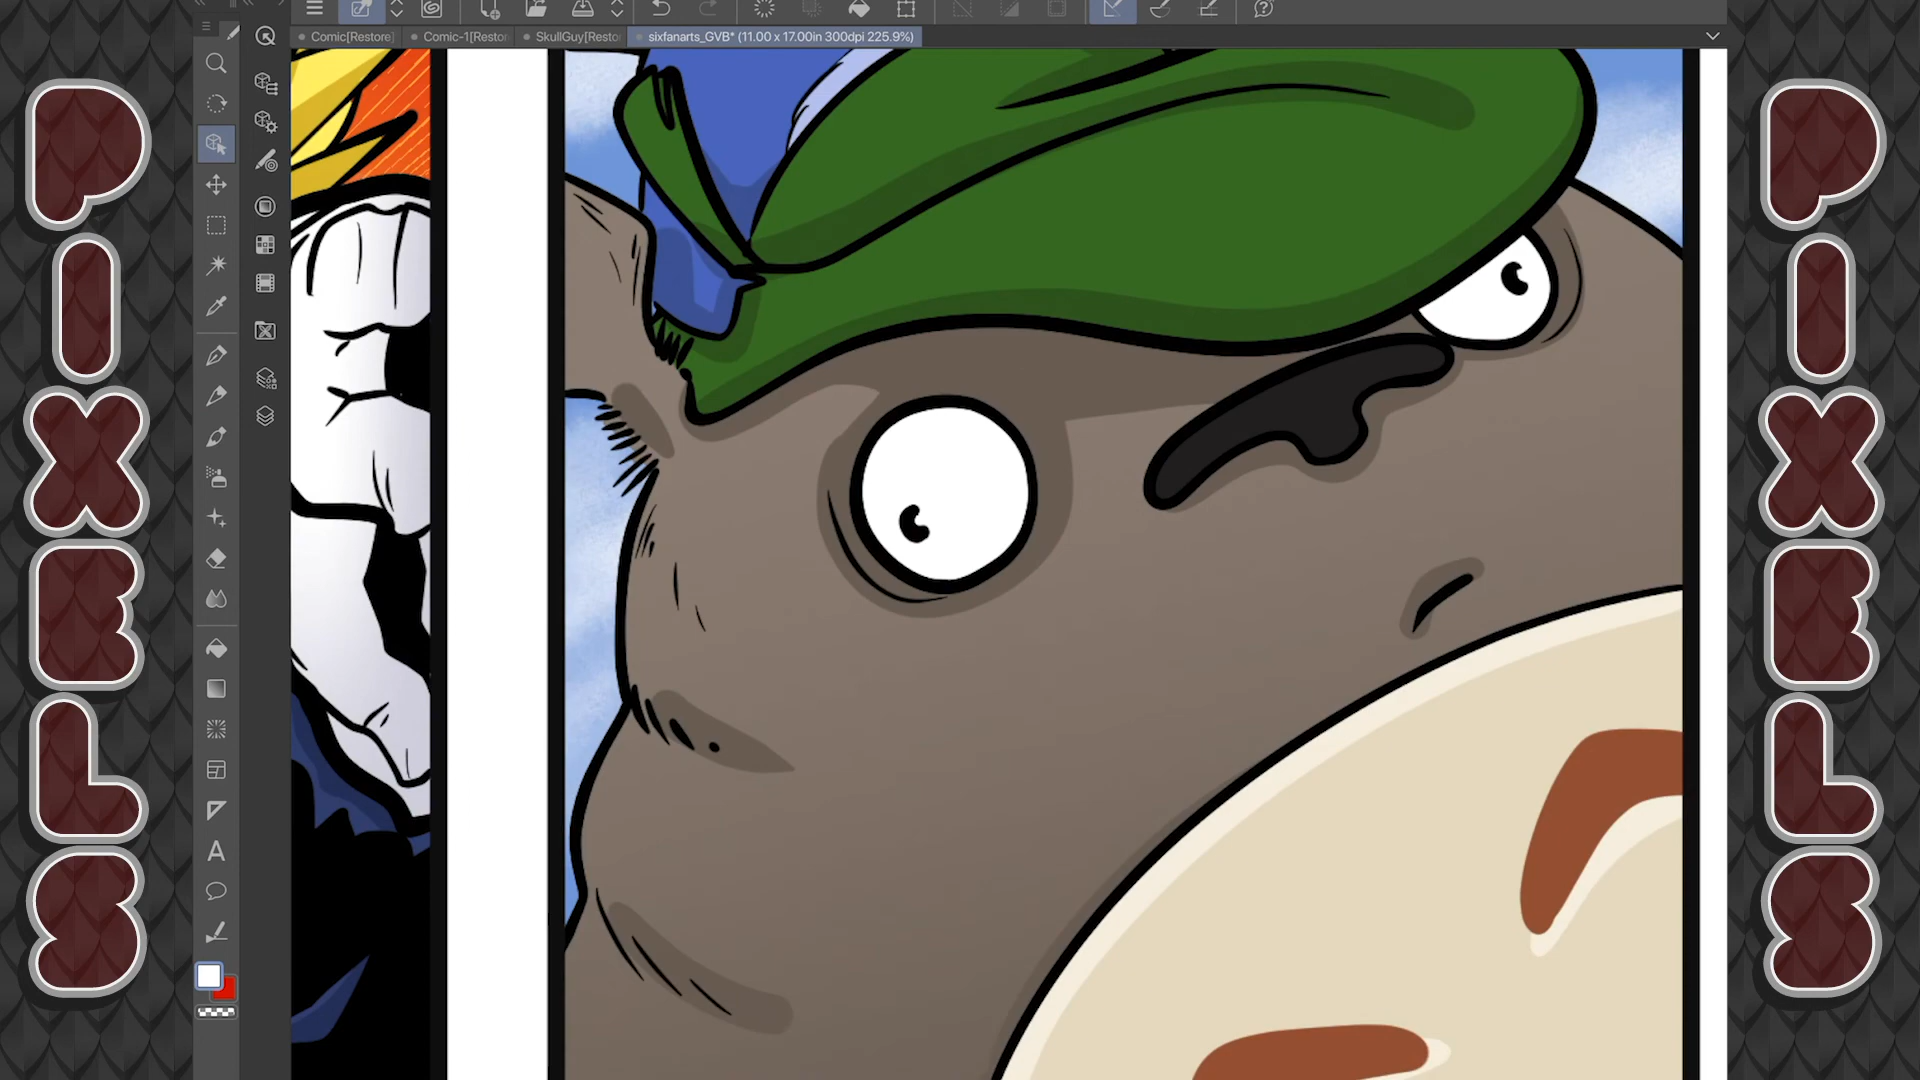 Comic[Restore]
Comic-1[Restor
SkullGuy[Resto
sixfanarts_GVB* (11.00 x 17.00in 300dpi 225.9%)
PIXELS
PIXELS